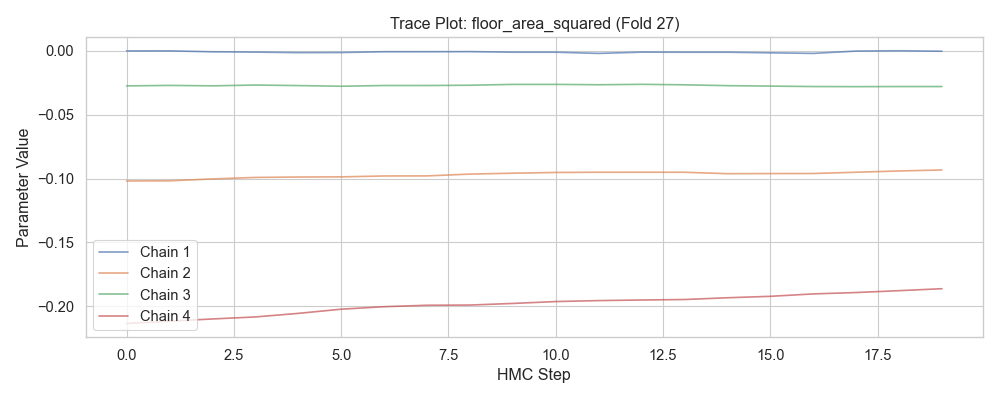 Trace Plot: floor_area_squared (Fold 27)
0.00
−0.05
−0.10
−0.15
−0.20
Parameter Value
Chain 1
Chain 2
Chain 3
Chain 4
0.0 2.5 5.0 7.5 10.0 12.5 15.0 17.5
HMC Step